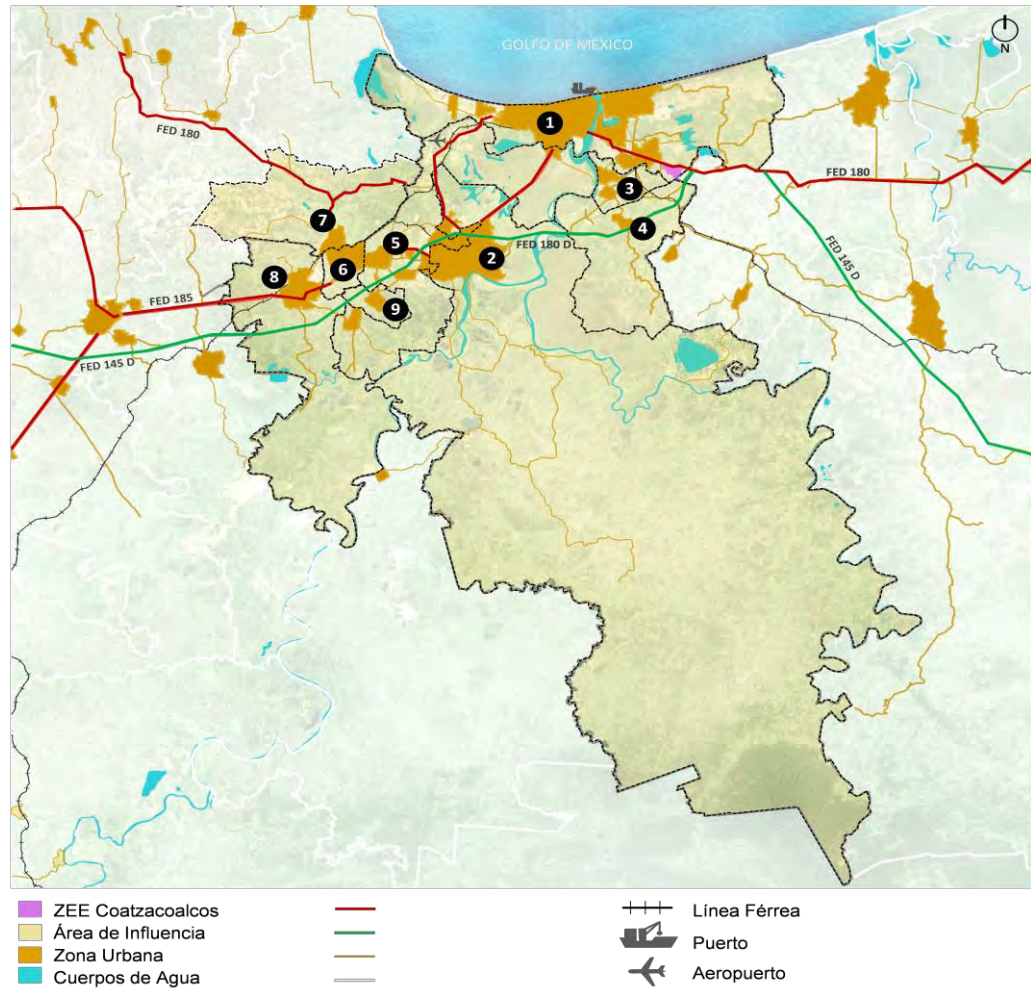 GOLFO DE MÉXICO
N
FED 180
1
3
FED 180
7
4
5
FED 180 D
2
6
8
FED 145 D
FED 185
9
FED 145 D
ZEE Coatzacoalcos
Área de Influencia
Zona Urbana
Cuerpos de Agua
Línea Férrea
Puerto
Aeropuerto